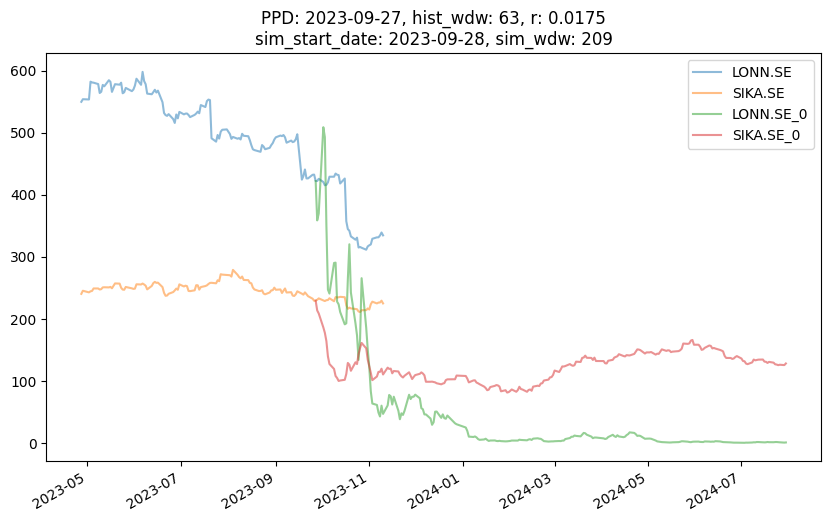 PPD: 2023-09-27, hist_wdw: 63, r: 0.0175
sim_start_date: 2023-09-28, sim_wdw: 209
LONN.SE
SIKA.SE
LONN.SE_0
SIKA.SE_0
600
500
400
300
200
100
0
2023-05
2023-07
2023-09
2023-11
2024-01
2024-03
2024-05
2024-07